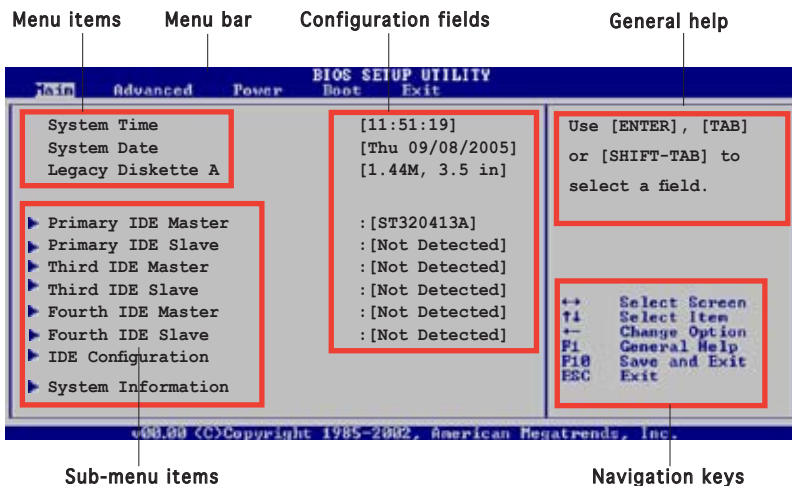 Menu items Menu bar Configuration fields General help
BIOS SETUP UTILITY
Main Advanced Power Boot Exit
System Time [11:51:19]
System Date [Thu 09/08/2005]
Legacy Diskette A [1.44M, 3.5 in]
Use [ENTER], [TAB]
or [SHIFT-TAB] to
select a field.
Primary IDE Master :[ST320413A]
Primary IDE Slave :[Not Detected]
Third IDE Master :[Not Detected]
Third IDE Slave :[Not Detected]
Fourth IDE Master :[Not Detected]
Fourth IDE Slave :[Not Detected]
IDE Configuration
System Information
↔ Select Screen
↑↓ Select Item
+- Change Option
F1 General Help
F10 Save and Exit
ESC Exit
v00.00 (C)Copyright 1985-2002, American Megatrends, Inc.
Sub-menu items Navigation keys